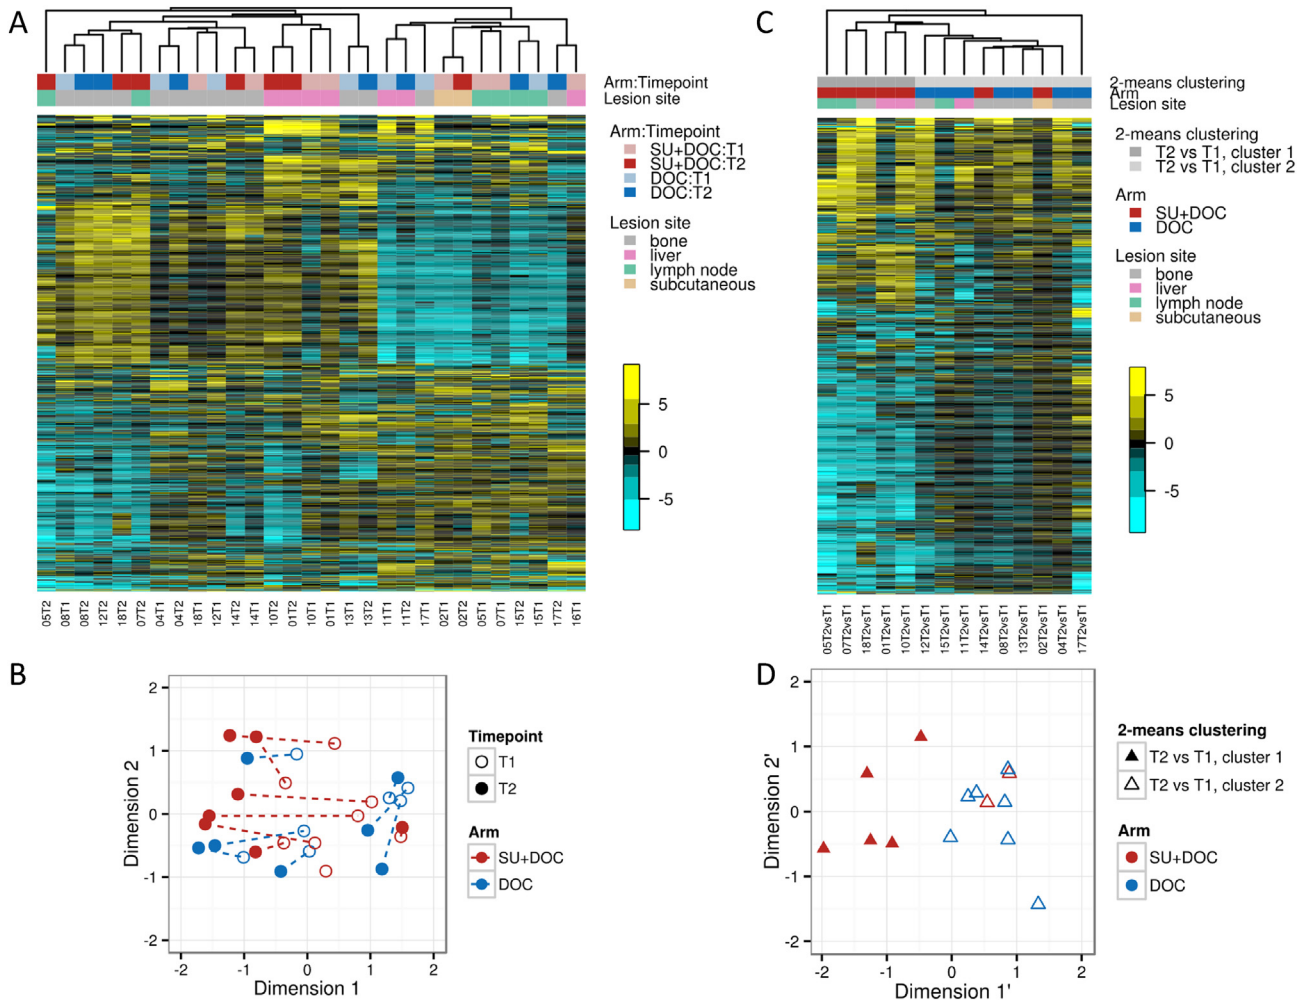 A
Arm:Timepoint
Lesion site
Arm:Timepoint
SU+DOC:T1
SU+DOC:T2
DOC:T1
DOC:T2
Lesion site
bone
liver
lymph node
subcutaneous
5
0
-5
05T2
08T1
08T2
12T2
18T2
07T2
04T1
04T2
18T1
12T1
14T2
14T1
10T2
01T2
10T1
01T1
13T1
13T2
11T1
11T2
17T1
02T1
02T2
05T1
07T1
15T2
15T1
17T2
16T1
C
2-means clustering
Arm
Lesion site
2-means clustering
T2 vs T1, cluster 1
T2 vs T1, cluster 2
Arm
SU+DOC
DOC
Lesion site
bone
liver
lymph node
subcutaneous
5
0
-5
05T2vsT1
07T2vsT1
18T2vsT1
01T2vsT1
10T2vsT1
12T2vsT1
15T2vsT1
11T2vsT1
14T2vsT1
08T2vsT1
13T2vsT1
02T2vsT1
04T2vsT1
17T2vsT1
B
2
1
0
-1
-2
Dimension 2
-2 -1 0 1 2
Dimension 1
Timepoint
T1
T2
Arm
SU+DOC
DOC
D
2
1
0
-1
-2
Dimension 2'
-2 -1 0 1 2
Dimension 1'
2-means clustering
T2 vs T1, cluster 1
T2 vs T1, cluster 2
Arm
SU+DOC
DOC